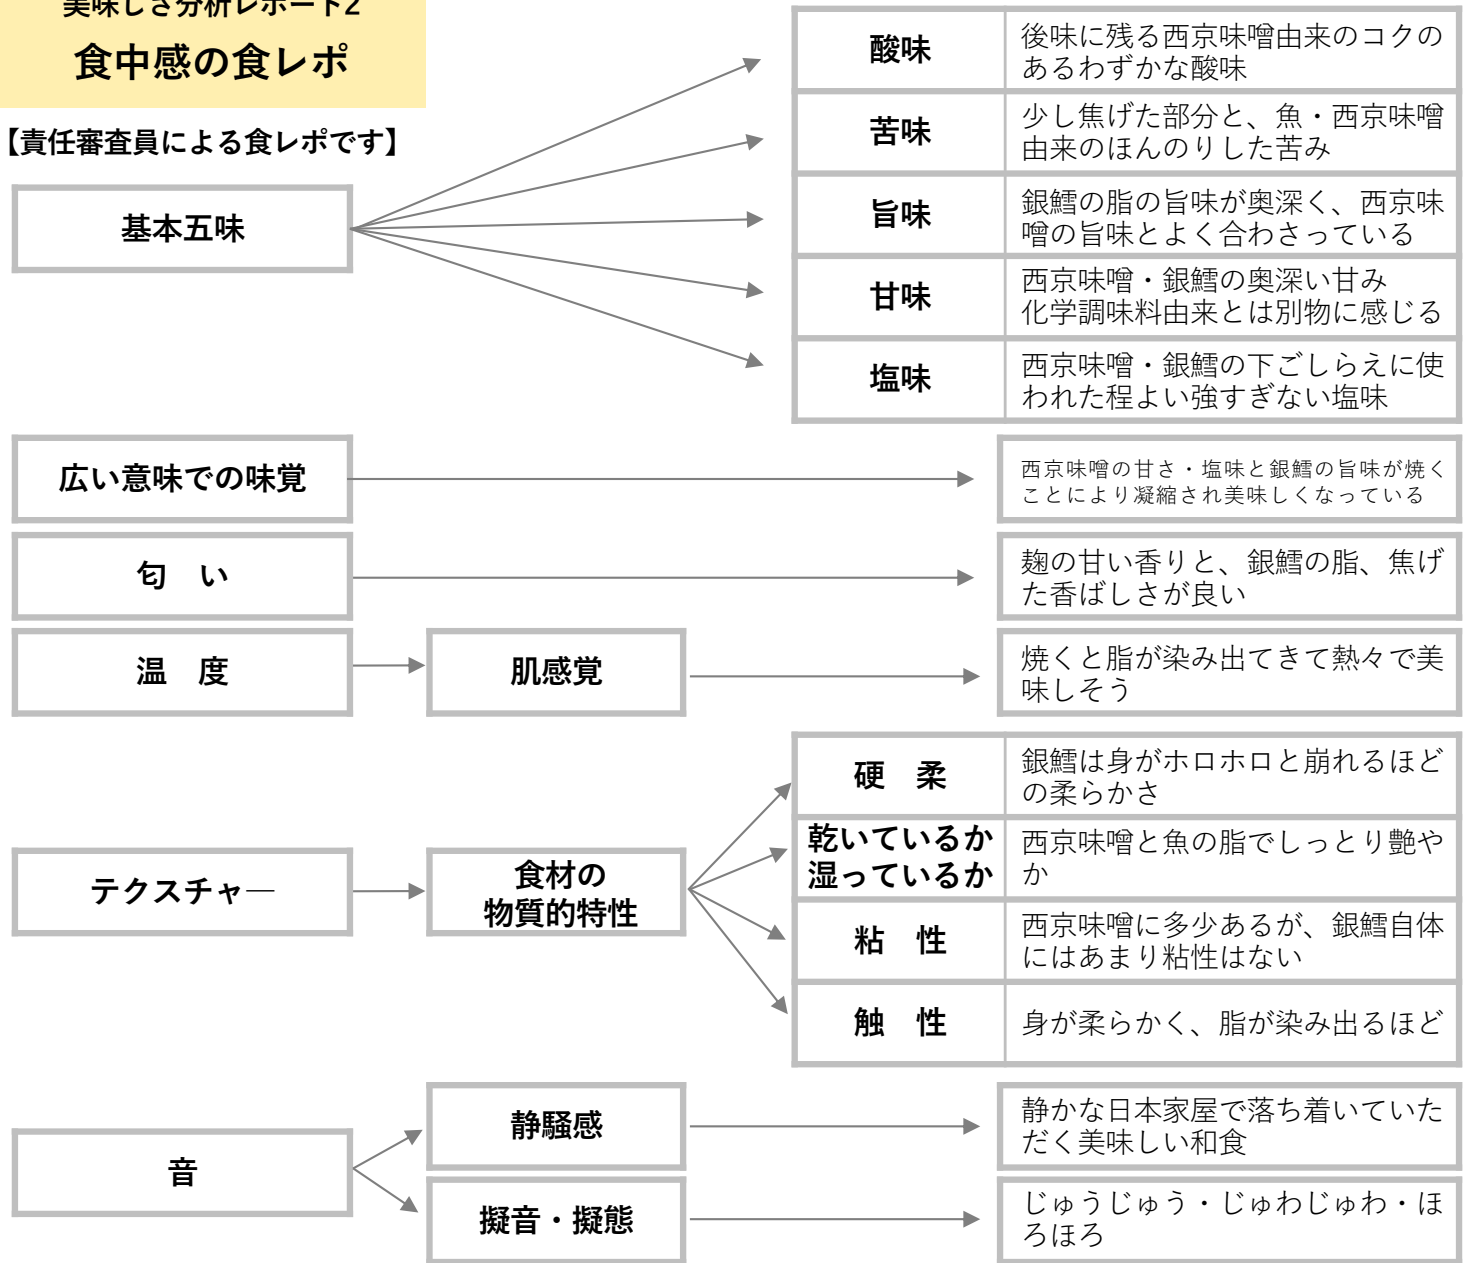 美味しさ分析レポート2
食中感の食レポ
【責任審査員による食レポです】
基本五味
酸味
後味に残る西京味噌由来のコクの
あるわずかな酸味
苦味
少し焦げた部分と、魚・西京味噌
由来のほんのりした苦み
旨味
銀鱈の脂の旨味が奥深く、西京味
噌の旨味とよく合わさっている
甘味
西京味噌・銀鱈の奥深い甘み
化学調味料由来とは別物に感じる
塩味
西京味噌・銀鱈の下ごしらえに使
われた程よい強すぎない塩味
広い意味での味覚
西京味噌の甘さ・塩味と銀鱈の旨味が焼く
ことにより凝縮され美味しくなっている
匂　い
麹の甘い香りと、銀鱈の脂、焦げ
た香ばしさが良い
温　度
肌感覚
焼くと脂が染み出てきて熱々で美
味しそう
テクスチャ―
食材の
物質的特性
硬　柔
銀鱈は身がホロホロと崩れるほど
の柔らかさ
乾いているか
湿っているか
西京味噌と魚の脂でしっとり艶や
か
粘　性
西京味噌に多少あるが、銀鱈自体
にはあまり粘性はない
触　性
身が柔らかく、脂が染み出るほど
音
静騒感
静かな日本家屋で落ち着いていた
だく美味しい和食
擬音・擬態
じゅうじゅう・じゅわじゅわ・ほ
ろほろ